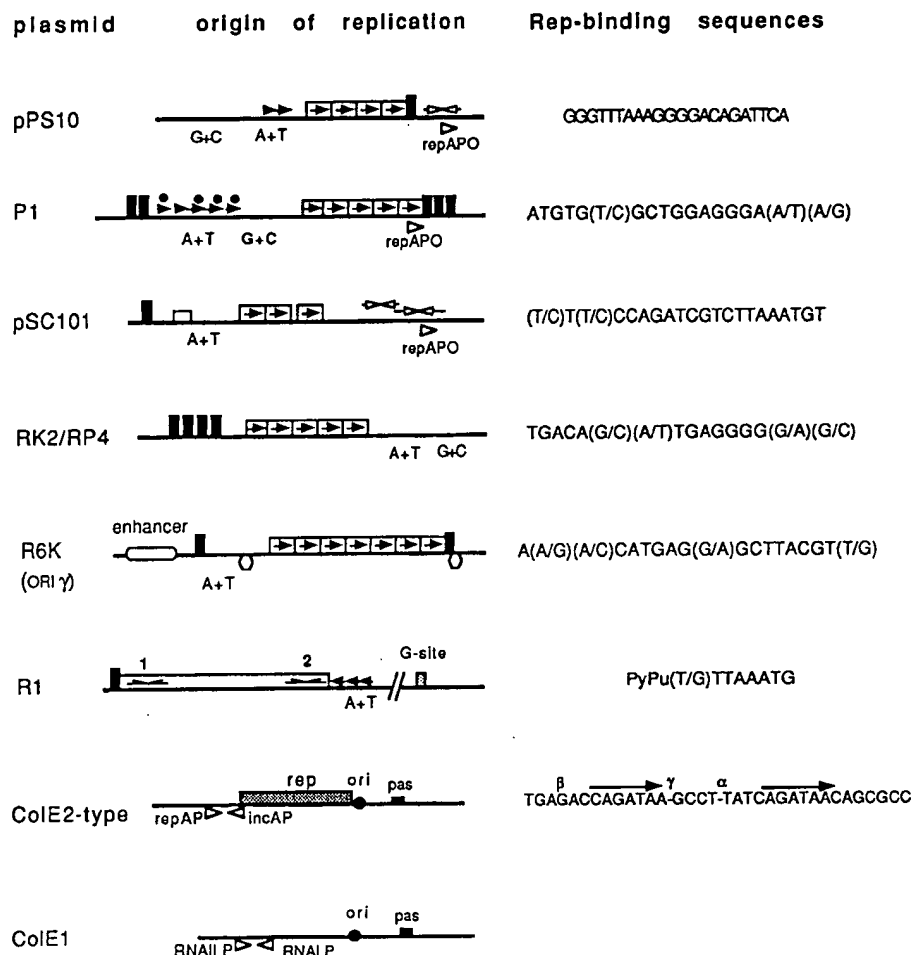 plasmid origin of replication Rep-binding sequences
pPS10 G+C A+T repAPO GGGTTTAAAGGGGACAGATTCA
P1 A+T G+C repAPO ATGTG(T/C)GCTGGAGGGA(A/T)(A/G)
pSC101 A+T repAPO (T/C)T(T/C)CCAGATCGTCTTAAATGT
RK2/RP4 A+T G+C TGACA(G/C)(A/T)TGAGGGG(G/A)(G/C)
enhancer
R6K A(A/G)(A/C)CATGAG(G/A)GCTTACGT(T/G)
(ORI γ) A+T
1 2 G-site
R1 A+T PyPu(T/G)TTAAATG
rep ori pas β γ α
ColE2-type repAP incAP TGAGACCAGATAA-GCCT-TATCAGATAACAGCGCC
ori pas
ColE1 RNAIIP RNAIP